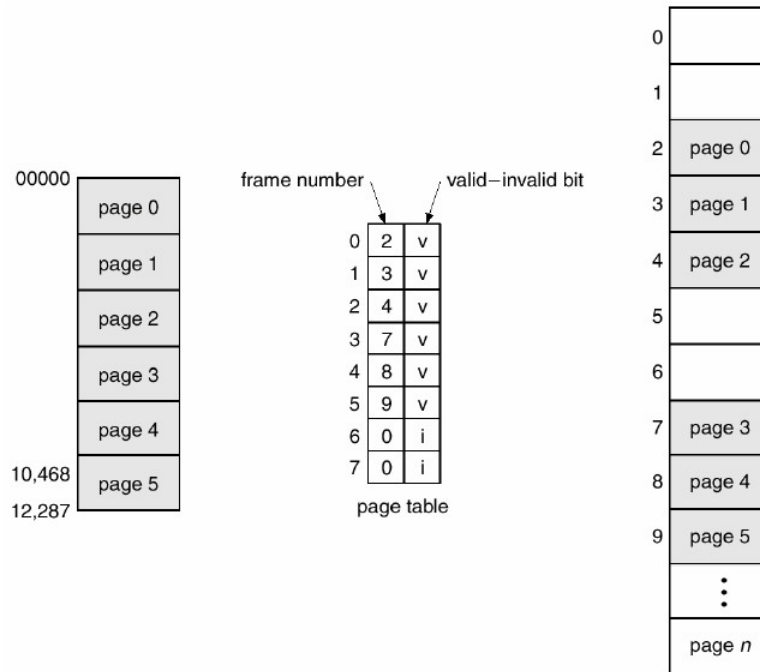 00000
page 0
page 1
page 2
page 3
page 4
10,468
page 5
12,287
frame number
valid–invalid bit
0 2 v
1 3 v
2 4 v
3 7 v
4 8 v
5 9 v
6 0 i
7 0 i
page table
0
1
2 page 0
3 page 1
4 page 2
5
6
7 page 3
8 page 4
9 page 5
⋮
page n